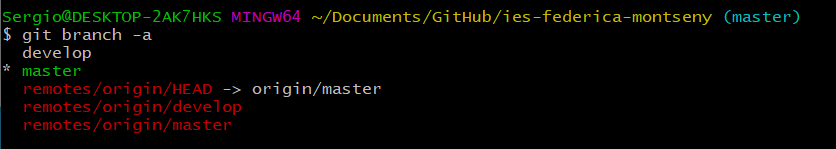 Sergio@DESKTOP-2AK7HKS MINGW64 ~/Documents/GitHub/ies-federica-montseny (master)
$ git branch -a
  develop
* master
  remotes/origin/HEAD -> origin/master
  remotes/origin/develop
  remotes/origin/master